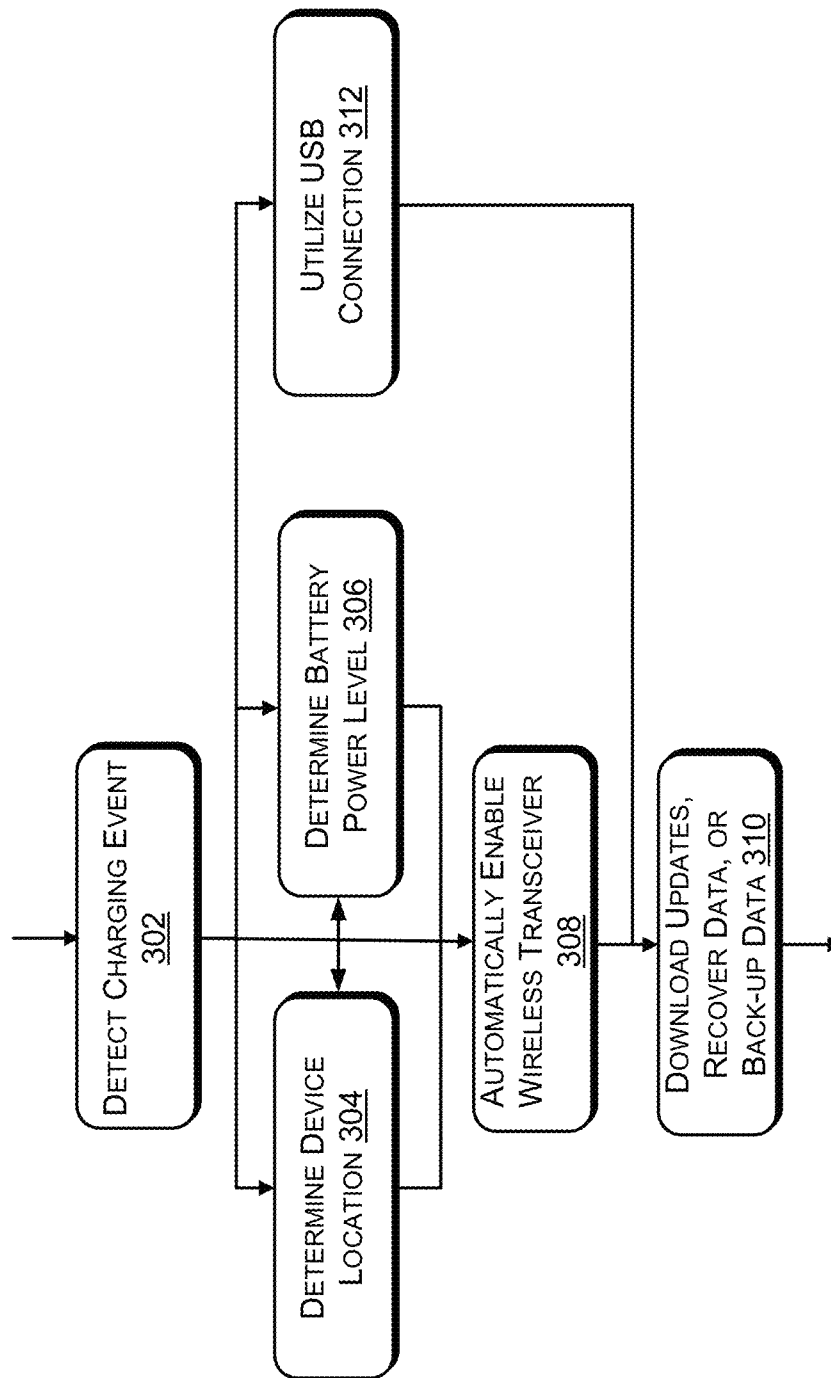 DETECT CHARGING EVENT
302
DETERMINE DEVICE
LOCATION 304
DETERMINE BATTERY
POWER LEVEL 306
UTILIZE USB
CONNECTION 312
AUTOMATICALLY ENABLE
WIRELESS TRANSCEIVER
308
DOWNLOAD UPDATES,
RECOVER DATA, OR
BACK-UP DATA 310